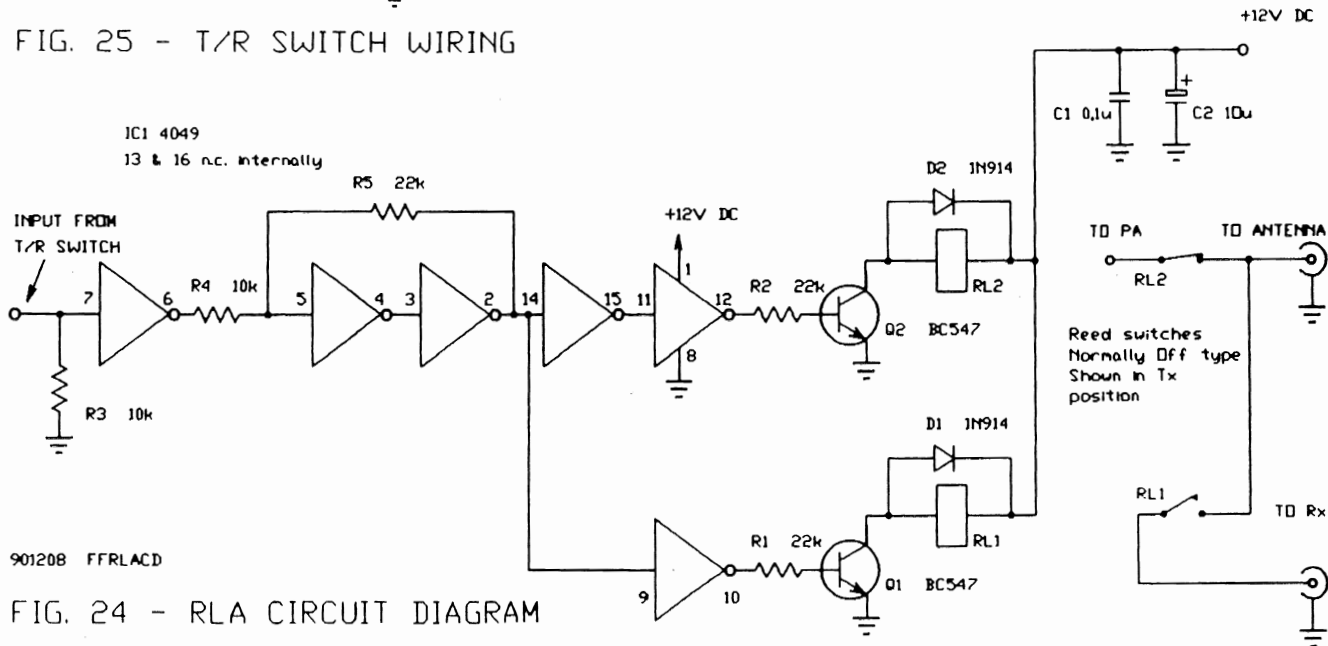 FIG. 25 - T/R SWITCH WIRING
+12V DC
C1 0,1u
+
C2 10u
IC1 4049
13 & 16 n.c. internally
R5 22k
D2 1N914
INPUT FROM
T/R SWITCH
+12V DC
TO PA
TO ANTENNA
7
6
R4 10k
5
4
3
2
14
15
11
1
12
8
R2 22k
RL2
Q2 BC547
RL2
Reed switches
Normally Off type
Shown in Tx
position
R3 10k
D1 1N914
RL1
TO Rx
R1 22k
RL1
9
10
Q1 BC547
901208 FFRLACD
FIG. 24 - RLA CIRCUIT DIAGRAM